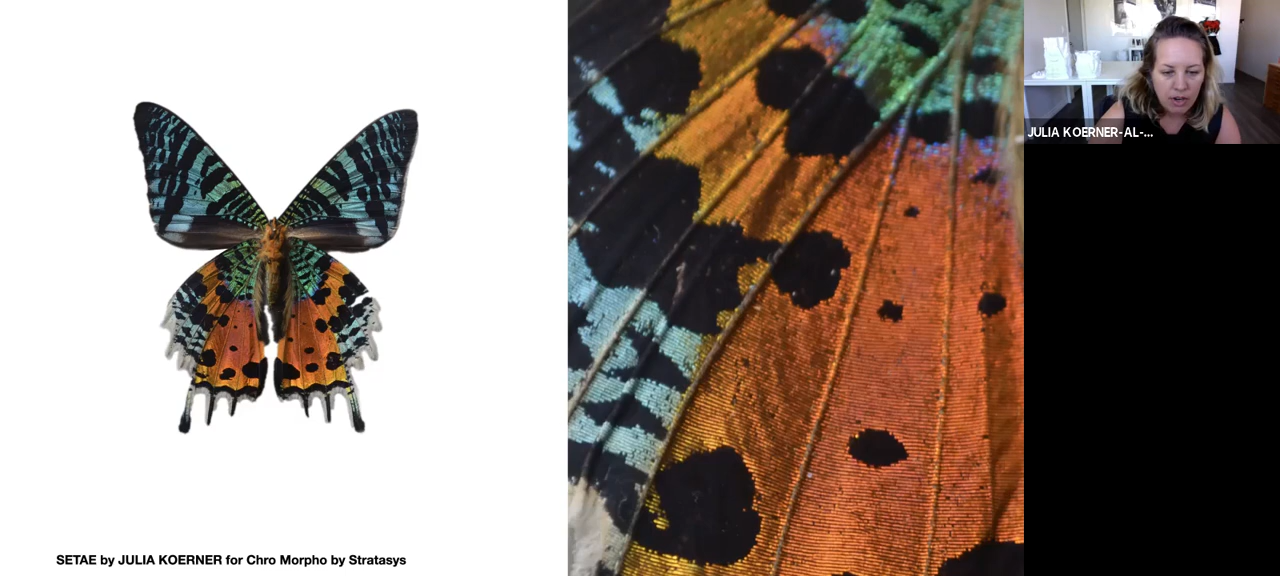 JULIA KOERNER-AL-...
SETAE by JULIA KOERNER for Chro Morpho by Stratasys